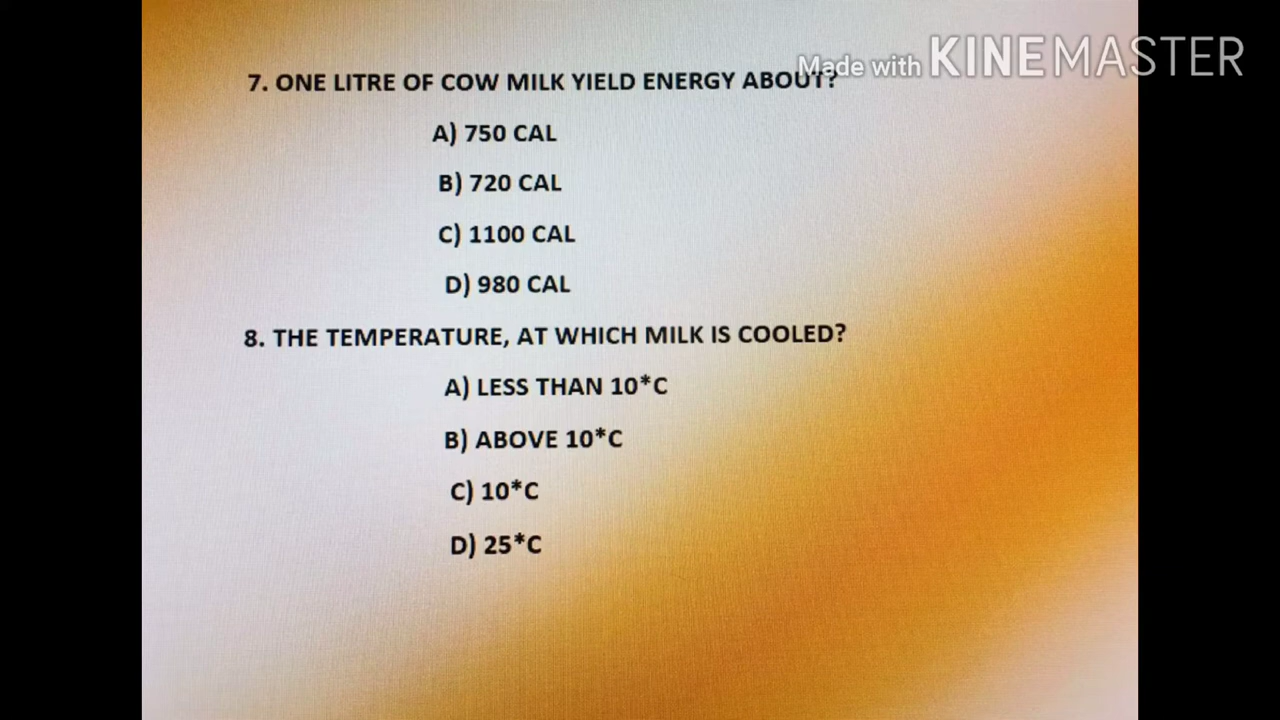 Made with KINEMASTER
7. ONE LITRE OF COW MILK YIELD ENERGY ABOUT?
A) 750 CAL
B) 720 CAL
C) 1100 CAL
D) 980 CAL
8. THE TEMPERATURE, AT WHICH MILK IS COOLED?
A) LESS THAN 10*C
B) ABOVE 10*C
C) 10*C
D) 25*C